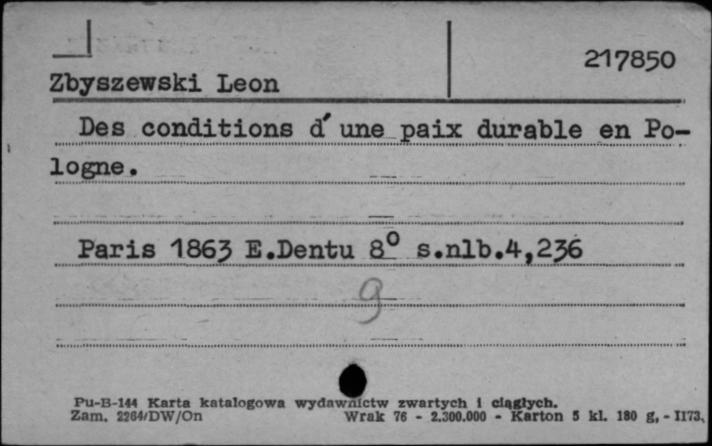 217850
Zbyszewski Leon
Des conditions d'une paix durable en Po-
logne.
Paris 1863 E.Dentu 8° s.nlb.4,236
9
Pu-B-144 Karta katalogowa wydawnictw zwartych i ciągłych.
Zam. 2264/DW/On Wrak 76 - 2.300.000 - Karton 5 kl. 180 g, - I173,